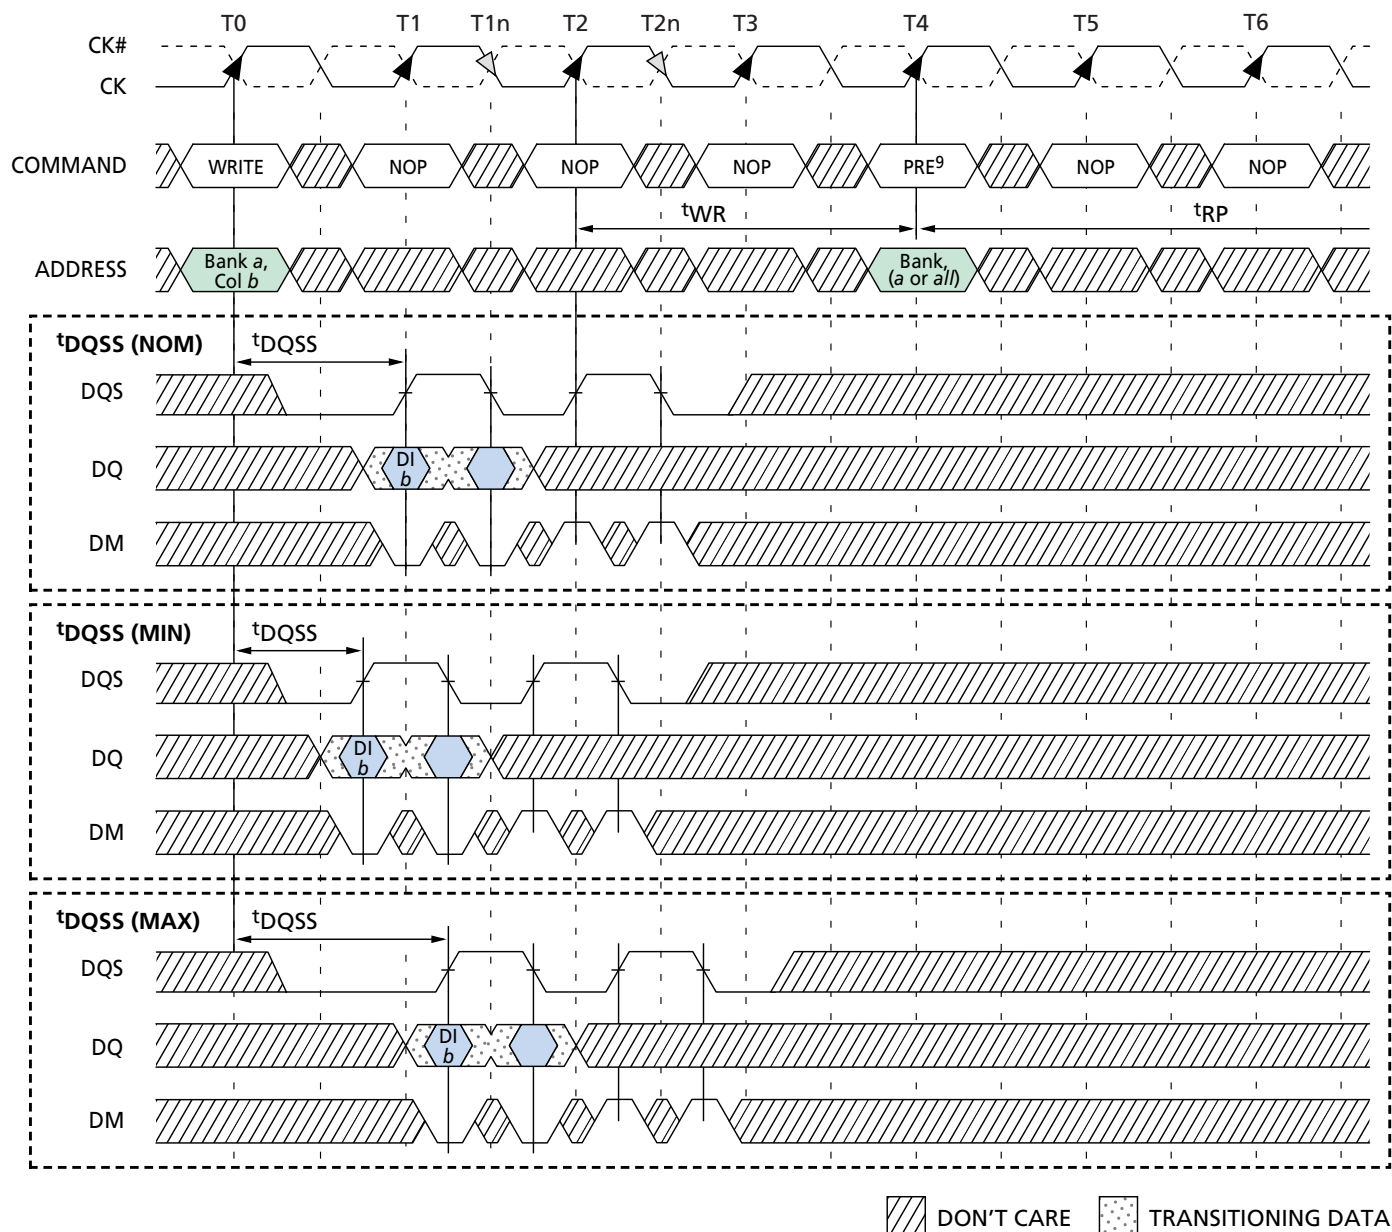 T0 T1 T1n T2 T2n T3 T4 T5 T6
CK#
CK
COMMAND WRITE NOP NOP NOP PRE9 NOP NOP
tWR tRP
ADDRESS Bank a, Col b Bank, (a or all)
tDQSS (NOM) tDQSS
DQS
DQ DI b
DM
tDQSS (MIN) tDQSS
DQS
DQ DI b
DM
tDQSS (MAX) tDQSS
DQS
DQ DI b
DM
DON'T CARE TRANSITIONING DATA